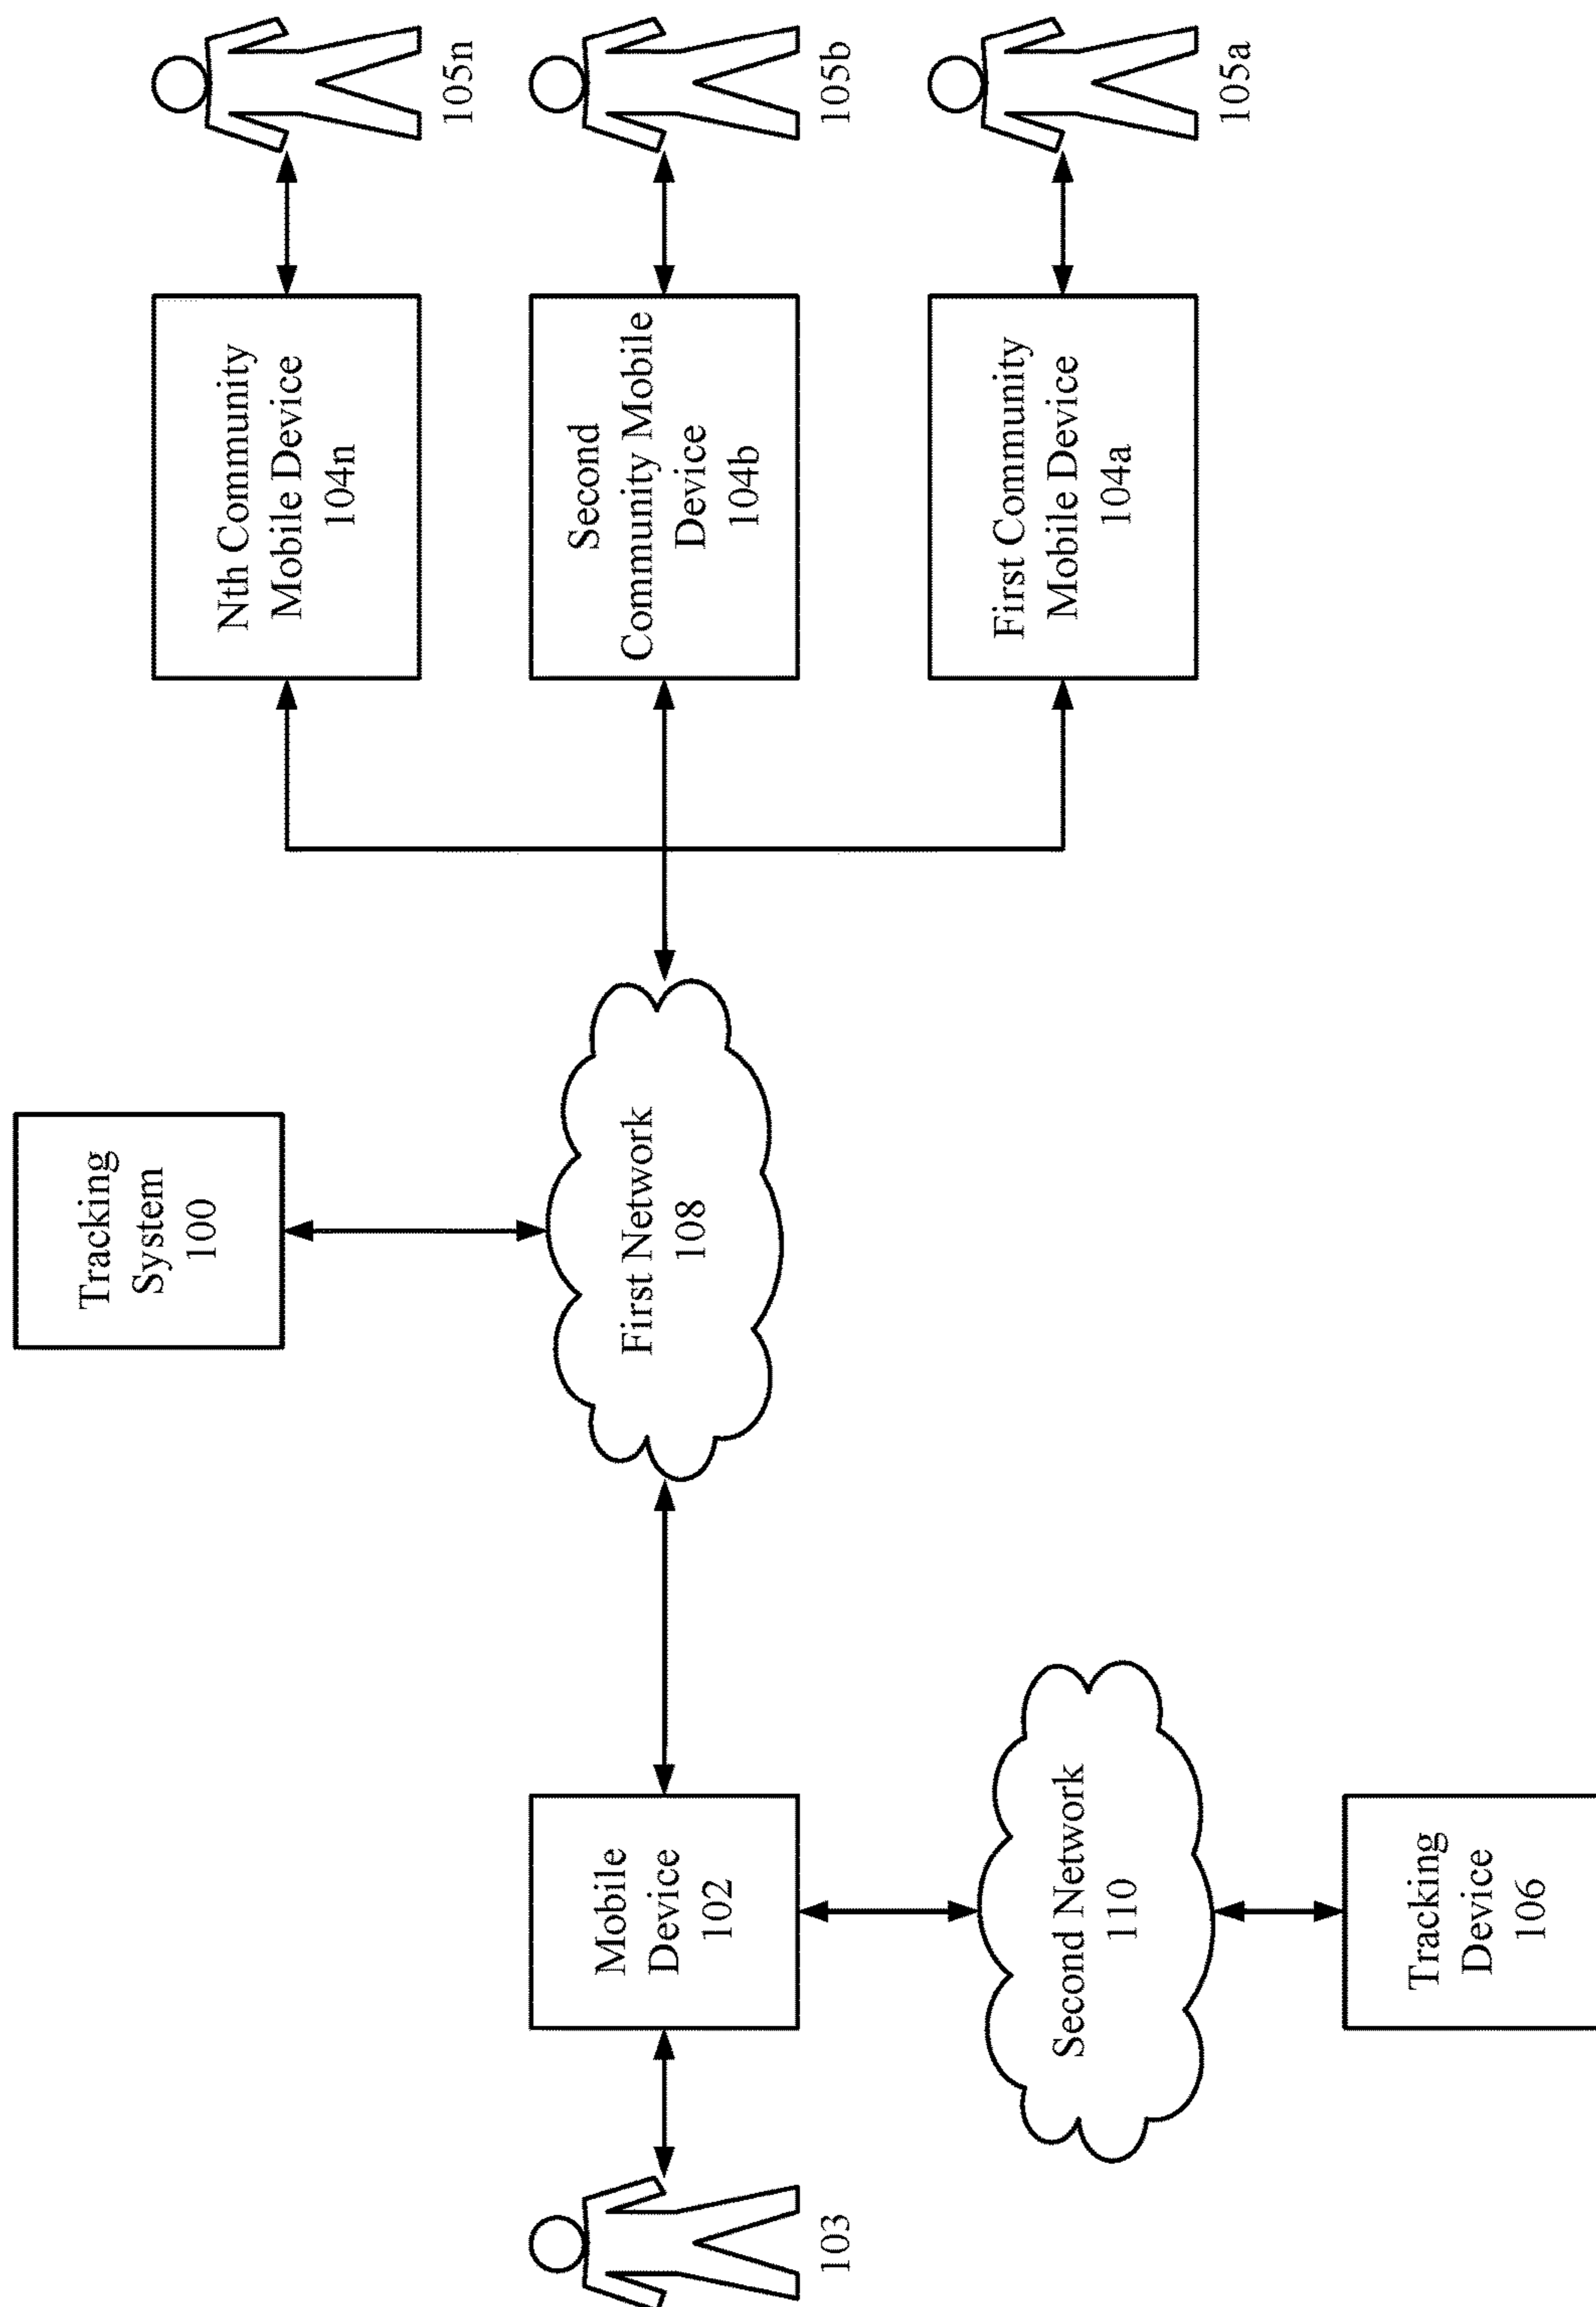 Tracking
System
100
Nth Community
Mobile Device
104n
105n
103
Mobile
Device
102
First Network
108
Second
Community Mobile
Device
104b
105b
Second Network
110
First Community
Mobile Device
104a
105a
Tracking
Device
106